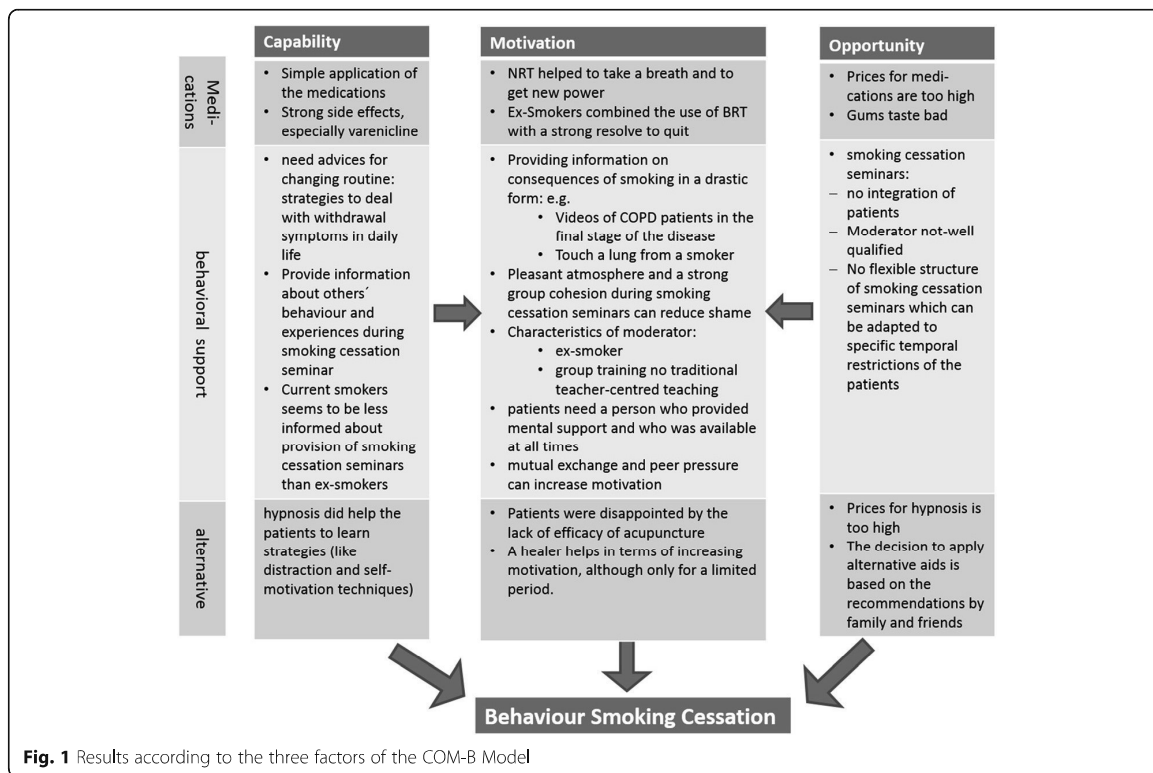 Capability
Motivation
Opportunity
Medi-
cations
• Simple application of
the medications
• Strong side effects,
especially varenicline
• NRT helped to take a breath and to
get new power
• Ex-Smokers combined the use of BRT
with a strong resolve to quit
• Prices for medi-
cations are too high
• Gums taste bad
behavioral support
• need advices for
changing routine:
strategies to deal
with withdrawal
symptoms in daily
life
• Provide information
about others´
behaviour and
experiences during
smoking cessation
seminar
• Current smokers
seems to be less
informed about
provision of smoking
cessation seminars
than ex-smokers
• Providing information on
consequences of smoking in a drastic
form: e.g.
• Videos of COPD patients in the
final stage of the disease
• Touch a lung from a smoker
• Pleasant atmosphere and a strong
group cohesion during smoking
cessation seminars can reduce shame
• Characteristics of moderator:
• ex-smoker
• group training no traditional
teacher-centred teaching
• patients need a person who provided
mental support and who was available
at all times
• mutual exchange and peer pressure
can increase motivation
• smoking cessation
seminars:
– no integration of
patients
– Moderator not-well
qualified
– No flexible structure
of smoking cessation
seminars which can
be adapted to
specific temporal
restrictions of the
patients
alternative
hypnosis did help the
patients to learn
strategies (like
distraction and self-
motivation techniques)
• Patients were disappointed by the
lack of efficacy of acupuncture
• A healer helps in terms of increasing
motivation, although only for a limited
period.
• Prices for hypnosis is
too high
• The decision to apply
alternative aids is
based on the
recommendations by
family and friends
Behaviour Smoking Cessation
Fig. 1 Results according to the three factors of the COM-B Model